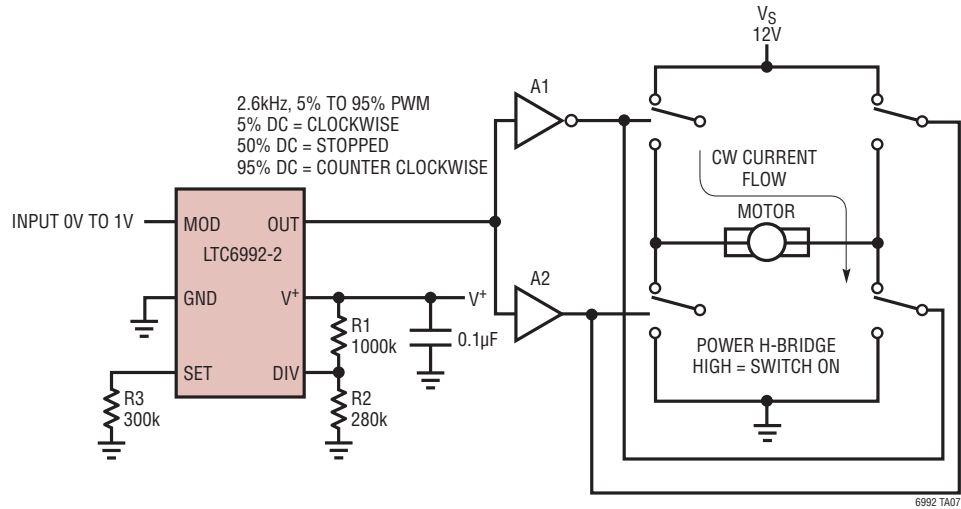 V_S
12V
2.6kHz, 5% TO 95% PWM
5% DC = CLOCKWISE
50% DC = STOPPED
95% DC = COUNTER CLOCKWISE
A1
CW CURRENT
FLOW
MOTOR
INPUT 0V TO 1V
MOD
OUT
LTC6992-2
GND
V⁺
V⁺
SET
DIV
R1
1000k
0.1µF
R2
280k
R3
300k
A2
POWER H-BRIDGE
HIGH = SWITCH ON
6992 TA07